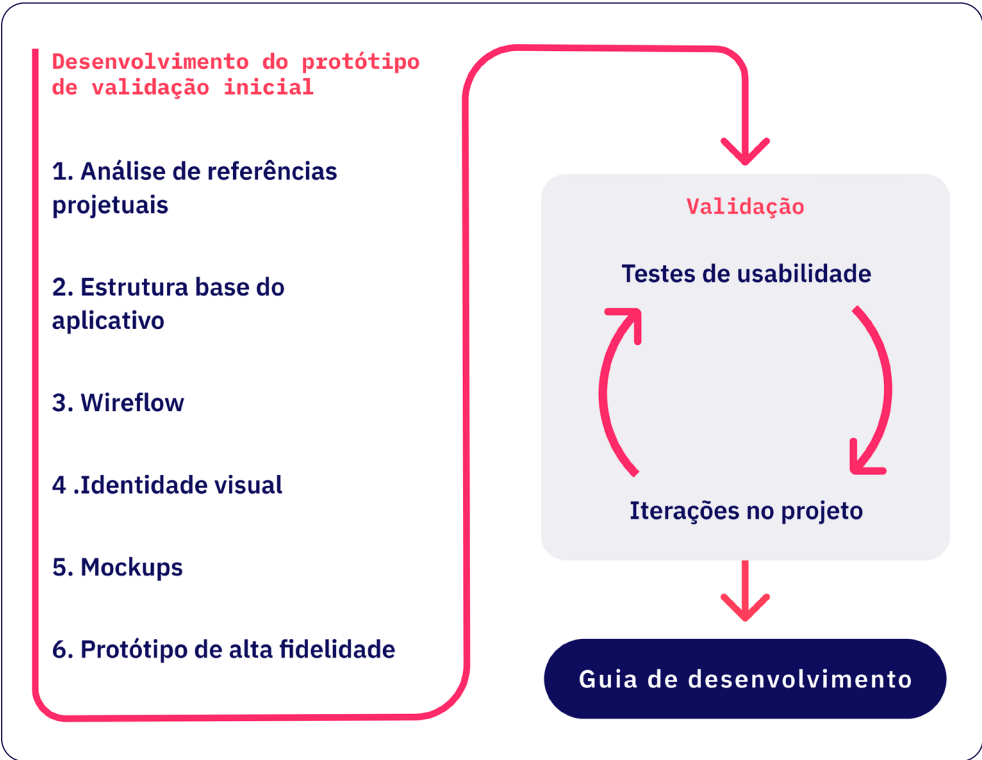 Desenvolvimento do protótipo
de validação inicial
1. Análise de referências
projetuais
2. Estrutura base do
aplicativo
3. Wireflow
4 .Identidade visual
5. Mockups
6. Protótipo de alta fidelidade
Validação
Testes de usabilidade
Iterações no projeto
Guia de desenvolvimento